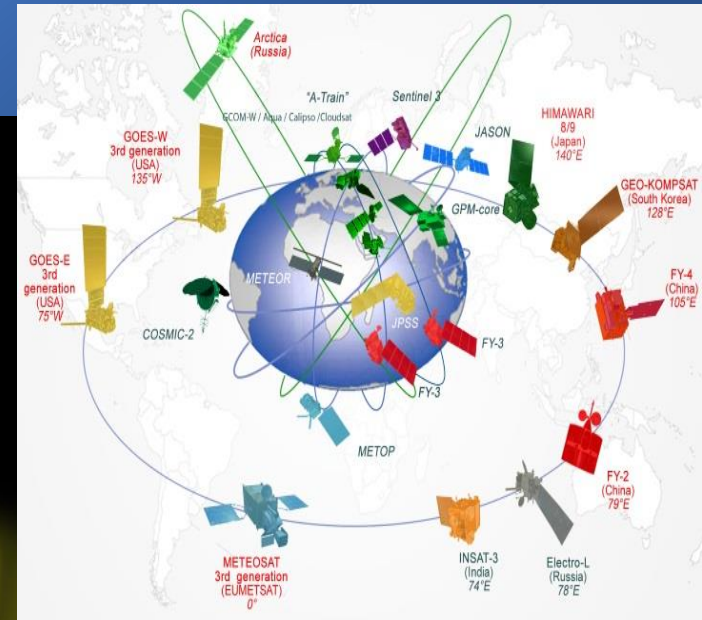 Arctica
(Russia)
"A-Train"
GCOM-W / Aqua / Calipso /Cloudsat
Sentinel 3
JASON
HIMAWARI
8/9
(Japan)
140°E
GOES-W
3rd generation
(USA)
135°W
GEO-KOMPSAT
(South Korea)
128°E
GPM-core
GOES-E
3rd
generation
(USA)
75°W
METEOR
FY-4
(China)
105°E
COSMIC-2
JPSS
FY-3
FY-3
METOP
FY-2
(China)
79°E
METEOSAT
3rd generation
(EUMETSAT)
0°
INSAT-3
(India)
74°E
Electro-L
(Russia)
78°E